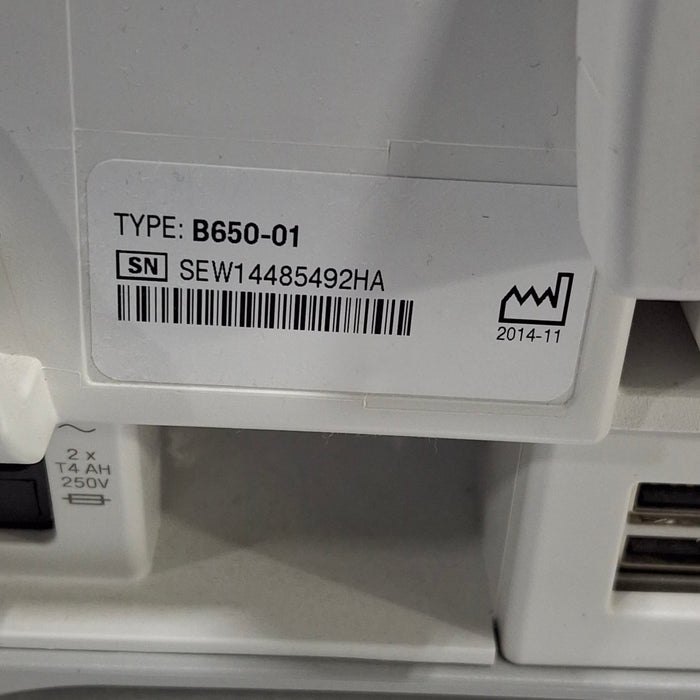 TYPE: B650-01
SN SEW14485492HA
2014-11
2 x
T4 AH
250V